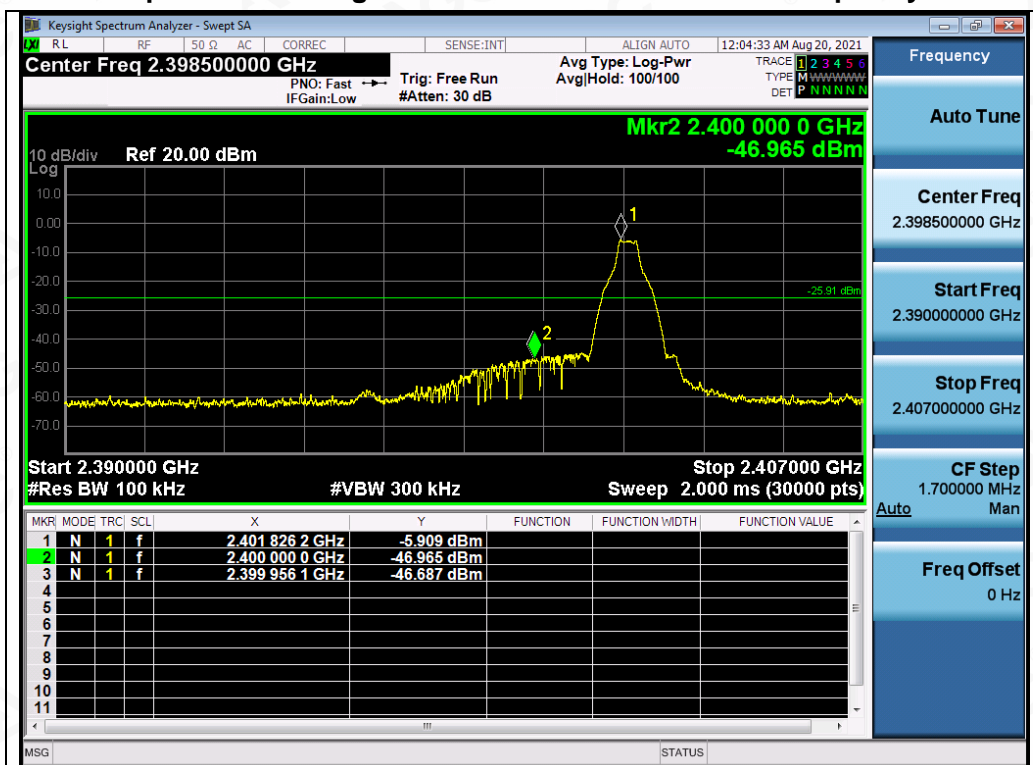 Keysight Spectrum Analyzer - Swept SA
LXI RL RF 50 Ω AC CORREC SENSE:INT ALIGN AUTO 12:04:33 AM Aug 20, 2021
Center Freq 2.398500000 GHz
PNO: Fast
IFGain:Low
Trig: Free Run
#Atten: 30 dB
Avg Type: Log-Pwr
Avg|Hold: 100/100
TRACE 1 2 3 4 5 6
TYPE M WWWWW
DET P N N N N N
Mkr2 2.400 000 0 GHz
-46.965 dBm
10 dB/div Ref 20.00 dBm
Log
10.0
0.00
-10.0
-20.0
-30.0
-40.0
-50.0
-60.0
-70.0
1
-25.91 dBm
2
Start 2.390000 GHz Stop 2.407000 GHz
#Res BW 100 kHz #VBW 300 kHz Sweep 2.000 ms (30000 pts)
MKR MODE TRC SCL X Y FUNCTION FUNCTION WIDTH FUNCTION VALUE
1 N 1 f 2.401 826 2 GHz -5.909 dBm
2 N 1 f 2.400 000 0 GHz -46.965 dBm
3 N 1 f 2.399 956 1 GHz -46.687 dBm
4
5
6
7
8
9
10
11
MSG STATUS
Frequency
Auto Tune
Center Freq
2.398500000 GHz
Start Freq
2.390000000 GHz
Stop Freq
2.407000000 GHz
CF Step
1.700000 MHz
Auto Man
Freq Offset
0 Hz